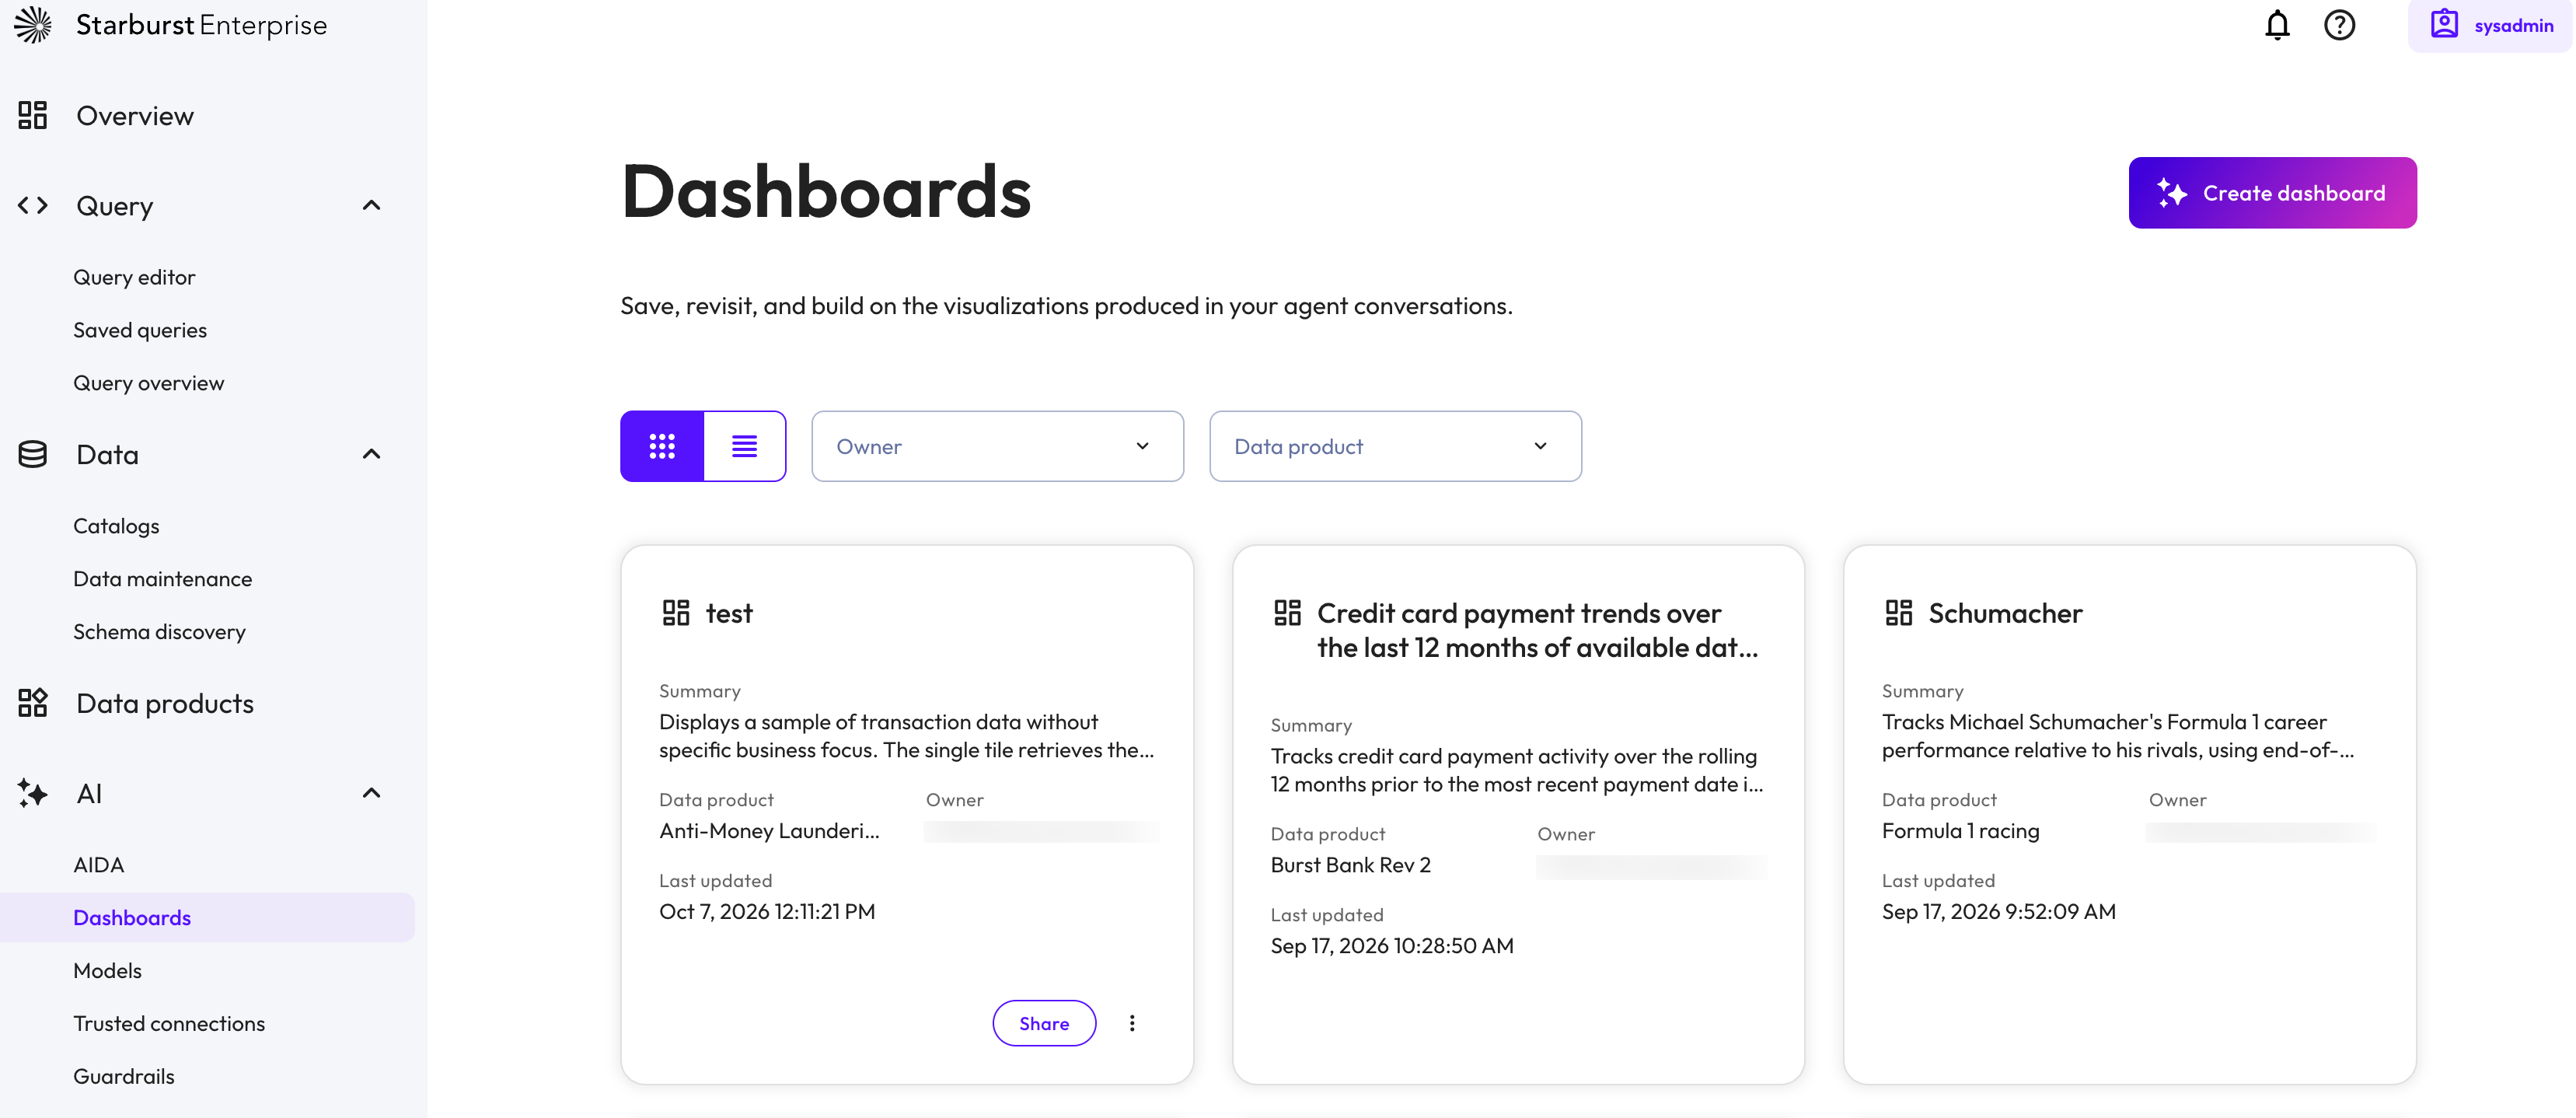 Starburst Enterprise
sysadmin
Overview
Query
Query editor
Saved queries
Query overview
Data
Catalogs
Data maintenance
Schema discovery
Data products
AI
AIDA
Dashboards
Models
Trusted connections
Guardrails
Dashboards
Create dashboard
Save, revisit, and build on the visualizations produced in your agent conversations.
Owner
Data product
test
Summary
Displays a sample of transaction data without
specific business focus. The single tile retrieves the...
Data product
Owner
Anti-Money Launderi...
Last updated
Oct 7, 2026 12:11:21 PM
Share
Credit card payment trends over
the last 12 months of available dat...
Summary
Tracks credit card payment activity over the rolling
12 months prior to the most recent payment date i...
Data product
Owner
Burst Bank Rev 2
Last updated
Sep 17, 2026 10:28:50 AM
Schumacher
Summary
Tracks Michael Schumacher's Formula 1 career
performance relative to his rivals, using end-of-...
Data product
Owner
Formula 1 racing
Last updated
Sep 17, 2026 9:52:09 AM